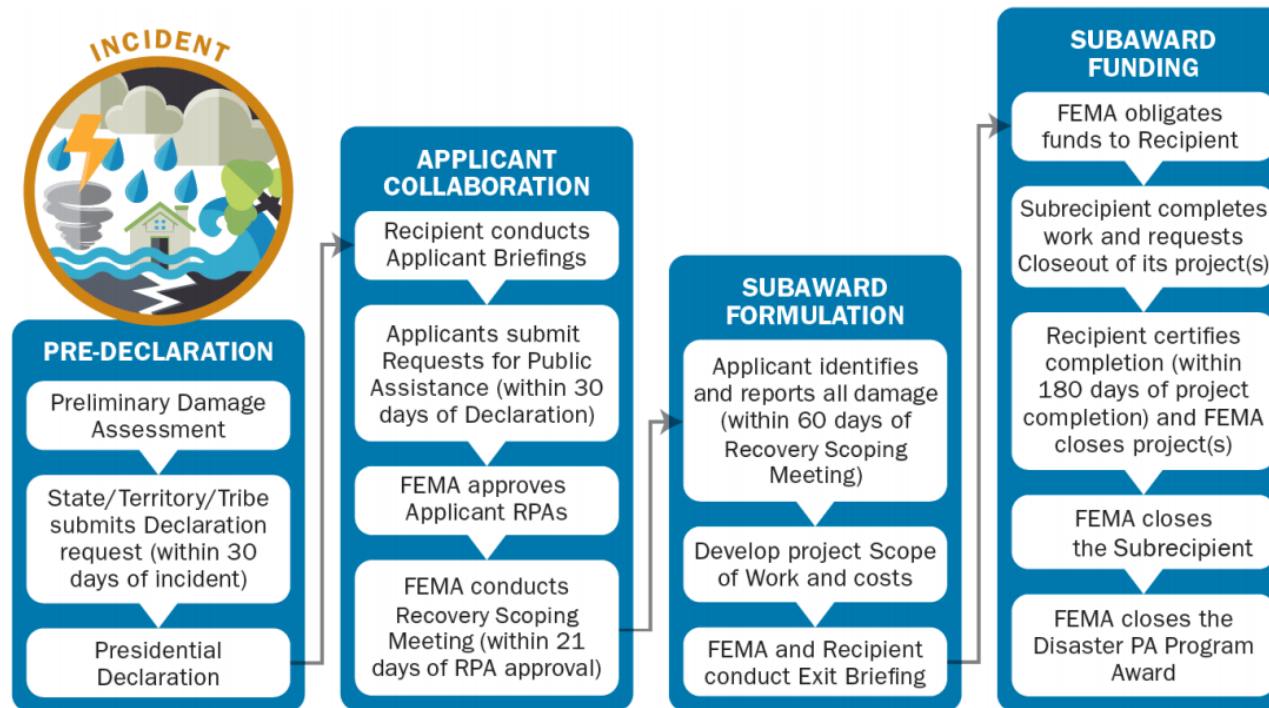 INCIDENT
PRE-DECLARATION
Preliminary Damage
Assessment
State/Territory/Tribe
submits Declaration
request (within 30
days of incident)
Presidential
Declaration
APPLICANT
COLLABORATION
Recipient conducts
Applicant Briefings
Applicants submit
Requests for Public
Assistance (within 30
days of Declaration)
FEMA approves
Applicant RPAs
FEMA conducts
Recovery Scoping
Meeting (within 21
days of RPA approval)
SUBAWARD
FORMULATION
Applicant identifies
and reports all damage
(within 60 days of
Recovery Scoping
Meeting)
Develop project Scope
of Work and costs
FEMA and Recipient
conduct Exit Briefing
SUBAWARD
FUNDING
FEMA obligates
funds to Recipient
Subrecipient completes
work and requests
Closeout of its project(s)
Recipient certifies
completion (within
180 days of project
completion) and FEMA
closes project(s)
FEMA closes
the Subrecipient
FEMA closes the
Disaster PA Program
Award